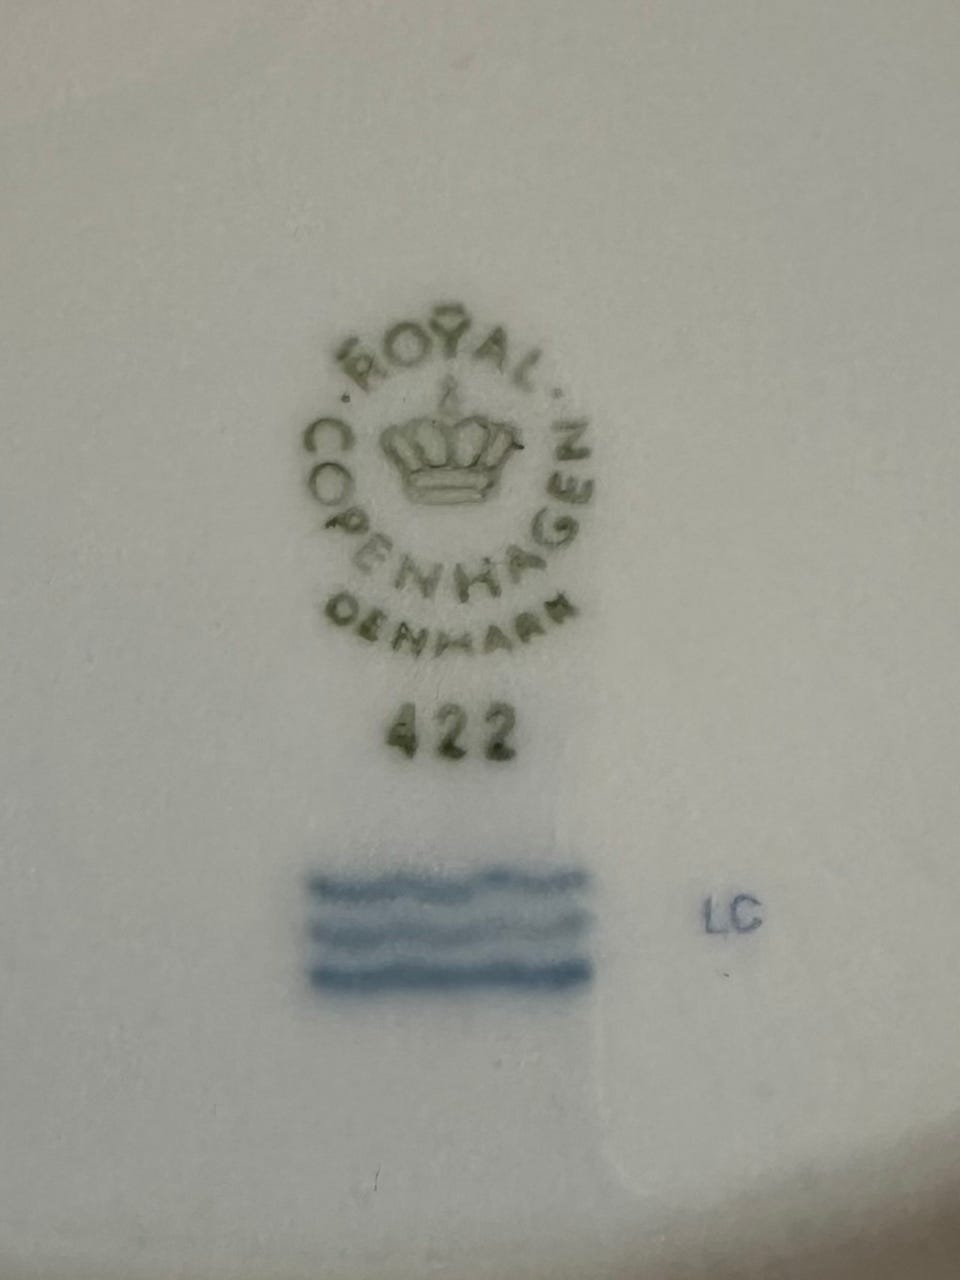 ROYAL
COPENHAGEN
DENMARK
422
LC